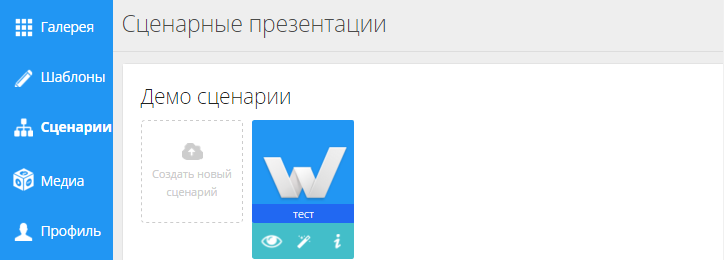 Галерея
Шаблоны
Сценарии
Медиа
Профиль
Сценарные презентации
Демо сценарии
Создать новый
сценарий
тест